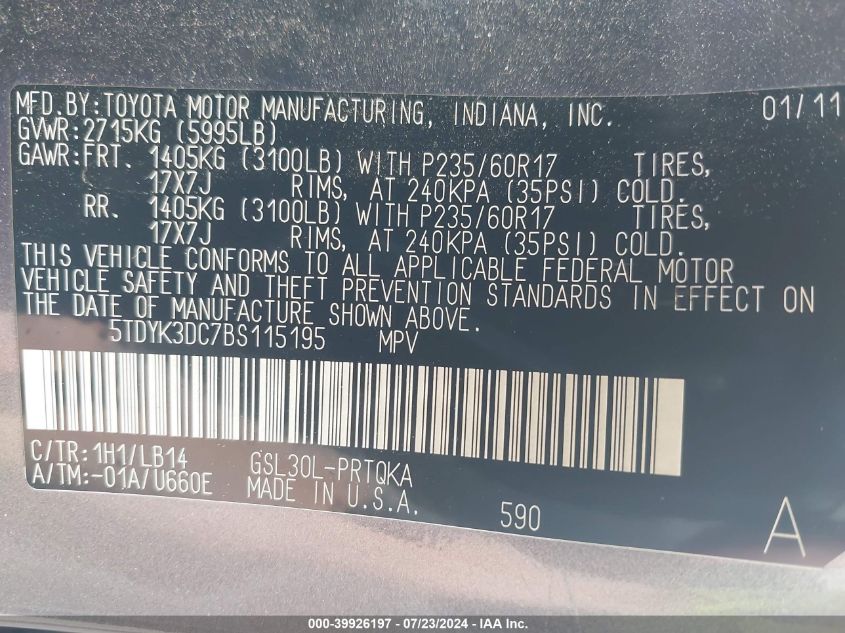 MFD.BY:TOYOTA MOTOR MANUFACTURING, INDIANA, INC. 01/11
GVWR:2715KG (5995LB)
GAWR:FRT. 1405KG (3100LB) WITH P235/60R17 TIRES,
17X7J RIMS, AT 240KPA (35PSI) COLD.
RR. 1405KG (3100LB) WITH P235/60R17 TIRES,
17X7J RIMS, AT 240KPA (35PSI) COLD.
THIS VEHICLE CONFORMS TO ALL APPLICABLE FEDERAL MOTOR
VEHICLE SAFETY AND THEFT PREVENTION STANDARDS IN EFFECT ON
THE DATE OF MANUFACTURE SHOWN ABOVE.
5TDYK3DC7BS115195 MPV
C/TR:1H1/LB14 GSL30L-PRTQKA
A/TM:-01A/U660E MADE IN U.S.A.
590 A
000-39926197 - 07/23/2024 - IAA Inc.